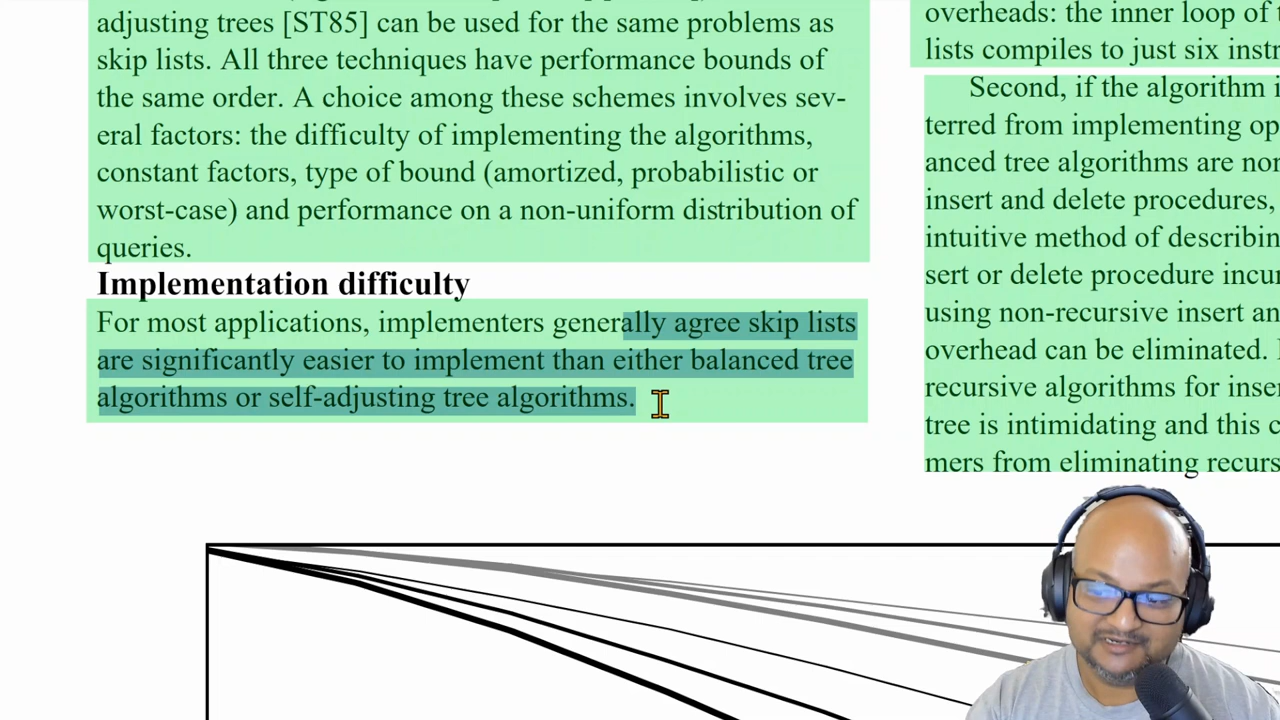 adjusting trees [ST85] can be used for the same problems as
skip lists. All three techniques have performance bounds of
the same order. A choice among these schemes involves sev-
eral factors: the difficulty of implementing the algorithms,
constant factors, type of bound (amortized, probabilistic or
worst-case) and performance on a non-uniform distribution of
queries.
Implementation difficulty
For most applications, implementers generally agree skip lists
are significantly easier to implement than either balanced tree
algorithms or self-adjusting tree algorithms.
overheads: the inner loop of
lists compiles to just six
Second, if the algorithm
terred from implementing
anced tree algorithms are
insert and delete procedures,
intuitive method of
sert or delete procedure
using non-recursive insert
overhead can be eliminated.
recursive algorithms for
tree is intimidating and this
mers from eliminating